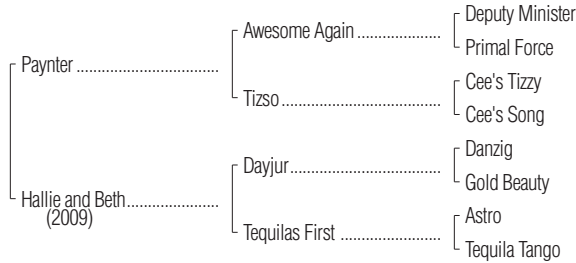 Deputy Minister
Awesome Again ...................
Primal Force
Paynter .................................
Cee's Tizzy
Tizso ....................................
Cee's Song
Danzig
Dayjur ..................................
Gold Beauty
Hallie and Beth .....................
(2009)
Astro
Tequilas First .......................
Tequila Tango